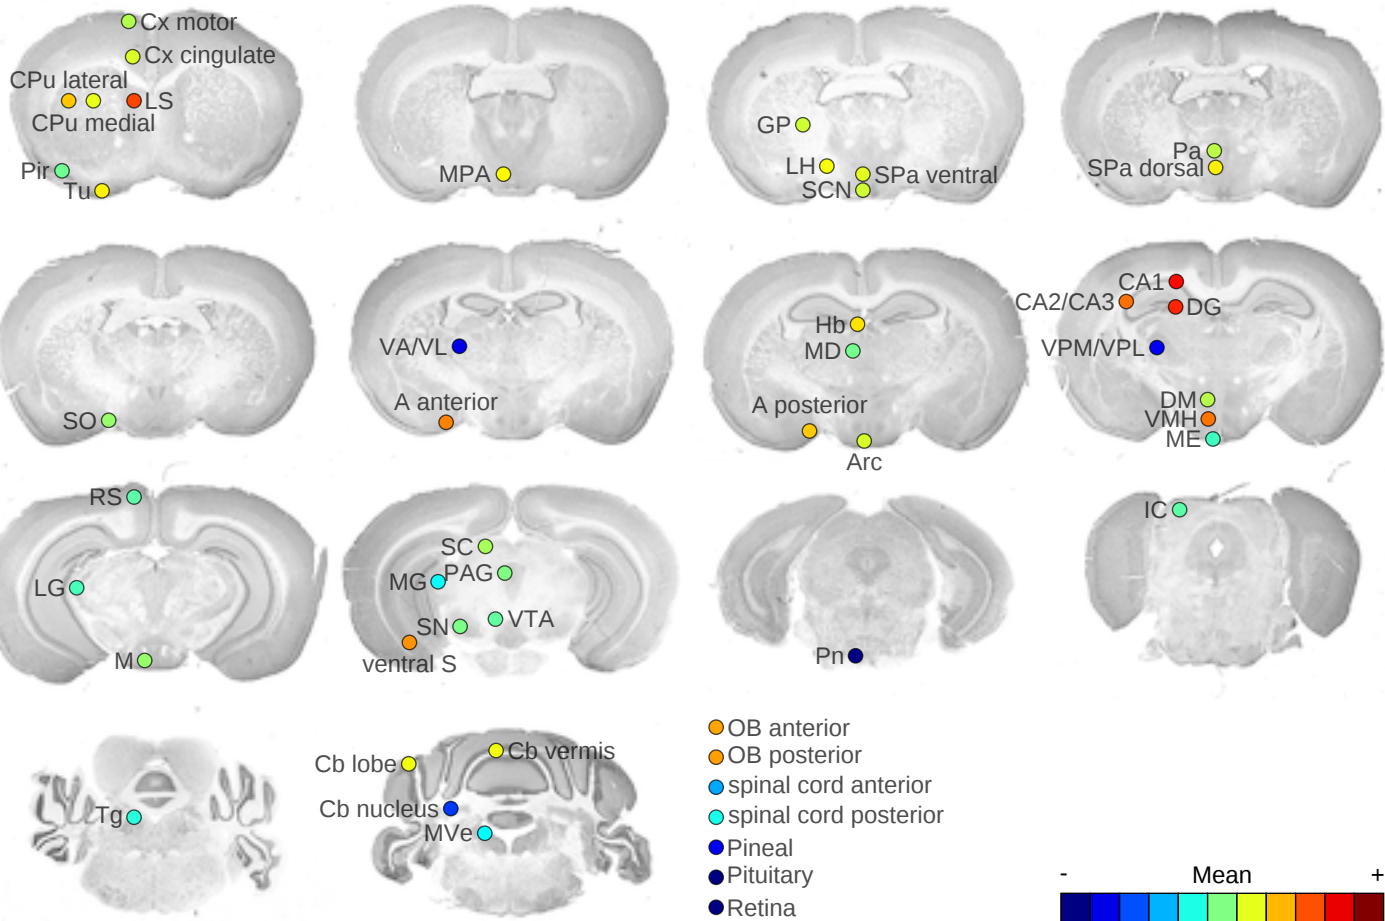 Cx motor
Cx cingulate
CPu lateral
LS
CPu medial
Pir
Tu
MPA
GP
LH
SPa ventral
SCN
Pa
SPa dorsal
SO
VA/VL
A anterior
Hb
MD
A posterior
Arc
CA1
CA2/CA3
DG
VPM/VPL
DM
VMH
ME
RS
LG
M
SC
PAG
MG
VTA
SN
ventral S
Pn
IC
Tg
Cb vermis
Cb lobe
Cb nucleus
MVe
OB anterior
OB posterior
spinal cord anterior
spinal cord posterior
Pineal
Pituitary
Retina
- Mean +